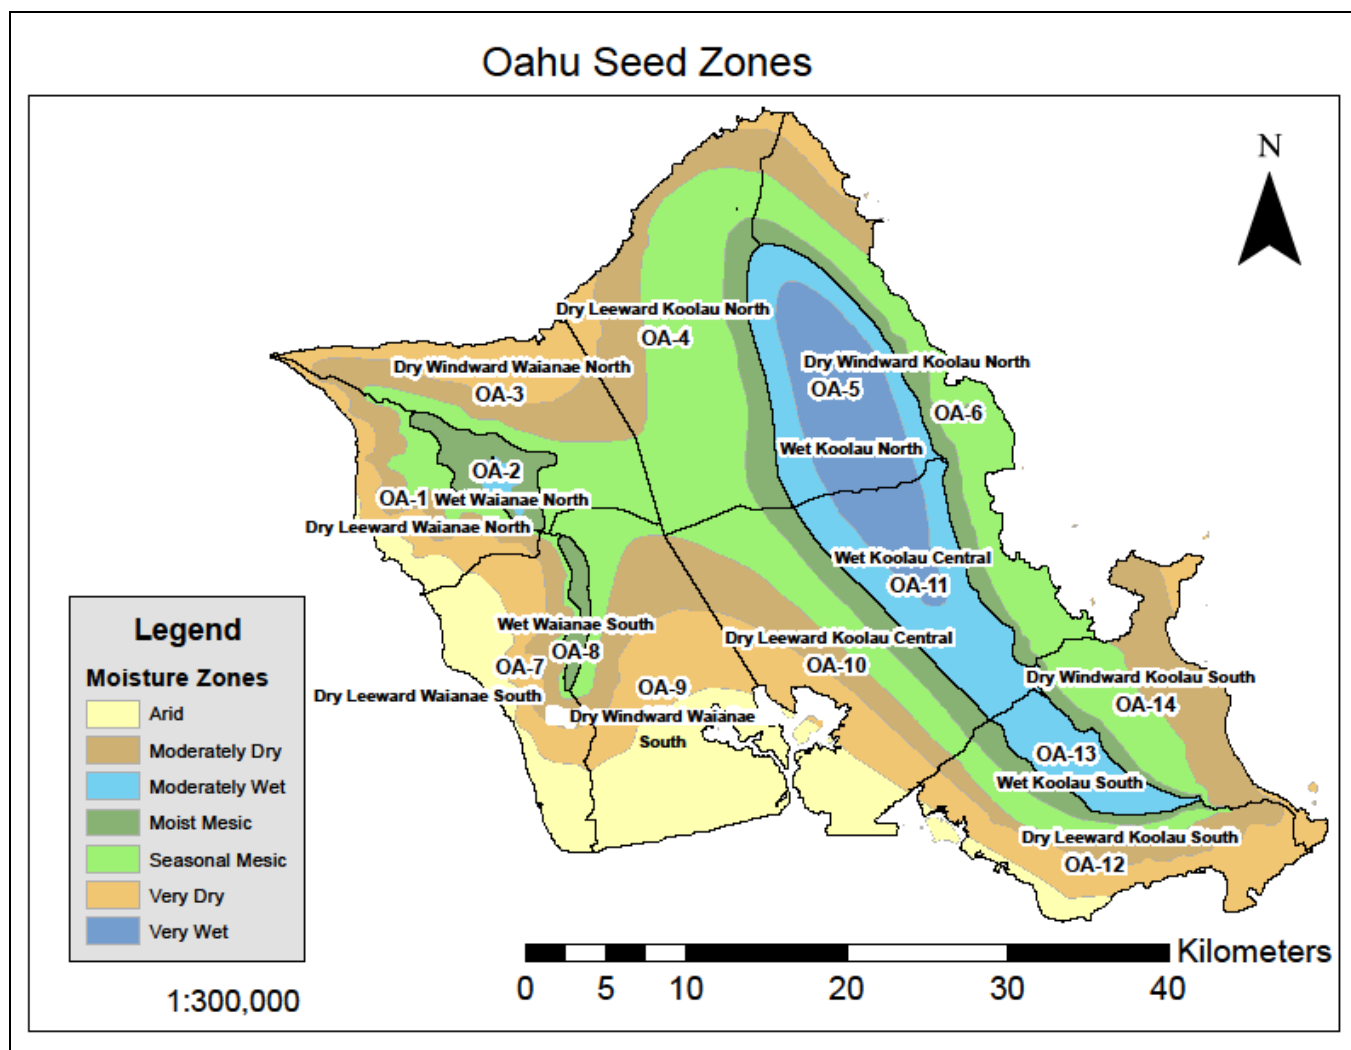 Oahu Seed Zones
N
Dry Leeward Koolau North
OA-4
Dry Windward Waianae North
OA-3
Dry Windward Koolau North
OA-5
OA-6
Wet Koolau North
OA-2
OA-1
Wet Waianae North
Dry Leeward Waianae North
Wet Koolau Central
OA-11
Wet Waianae South
OA-8
OA-7
Dry Leeward Waianae South
Dry Leeward Koolau Central
OA-10
OA-9
Dry Windward Waianae
South
Dry Windward Koolau South
OA-14
OA-13
Wet Koolau South
Dry Leeward Koolau South
OA-12
Legend
Moisture Zones
Arid
Moderately Dry
Moderately Wet
Moist Mesic
Seasonal Mesic
Very Dry
Very Wet
1:300,000
Kilometers
0 5 10 20 30 40